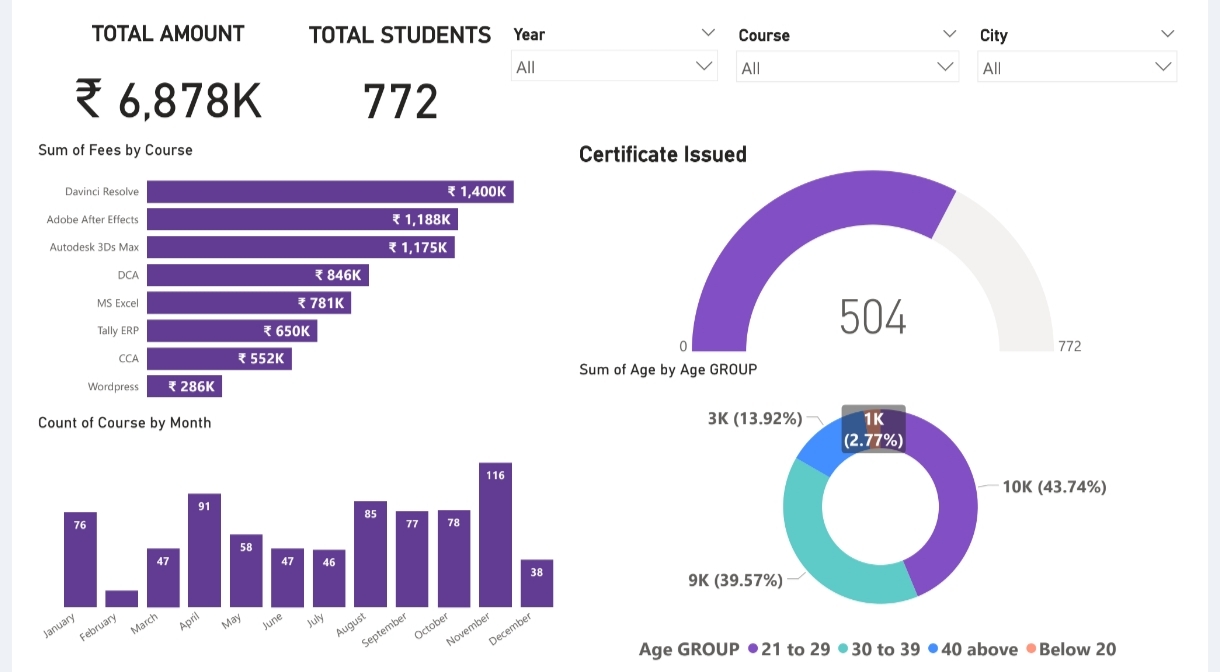 TOTAL AMOUNT
₹ 6,878K
TOTAL STUDENTS
772
Year
All
Course
All
City
All
Sum of Fees by Course
Davinci Resolve ₹ 1,400K
Adobe After Effects ₹ 1,188K
Autodesk 3Ds Max ₹ 1,175K
DCA ₹ 846K
MS Excel ₹ 781K
Tally ERP ₹ 650K
CCA ₹ 552K
Wordpress ₹ 286K
Certificate Issued
504
0
772
Count of Course by Month
76
47
91
58
47
46
85
77
78
116
38
January
February
March
April
May
June
July
August
September
October
November
December
Sum of Age by Age GROUP
3K (13.92%)
1K
(2.77%)
10K (43.74%)
9K (39.57%)
Age GROUP 21 to 29 30 to 39 40 above Below 20